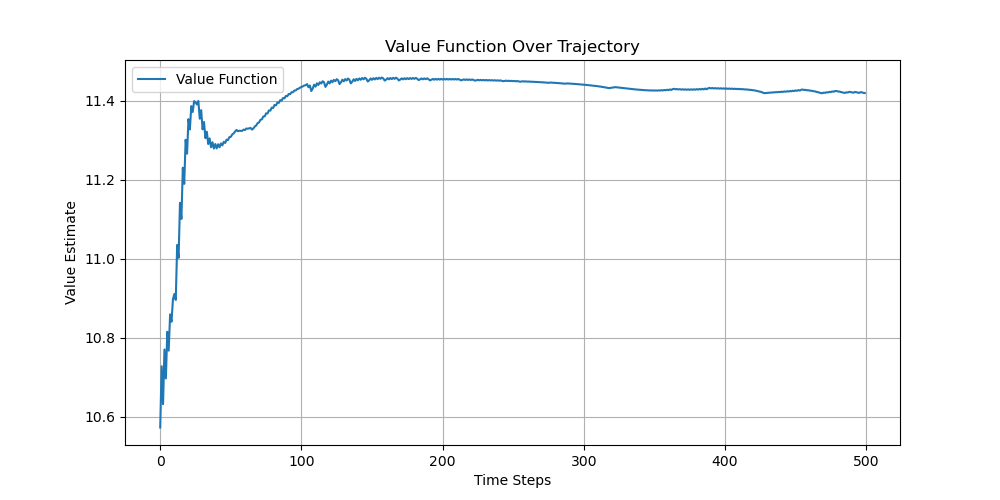 Value Function Over Trajectory
Value Function
Value Estimate
11.4
11.2
11.0
10.8
10.6
0 100 200 300 400 500
Time Steps